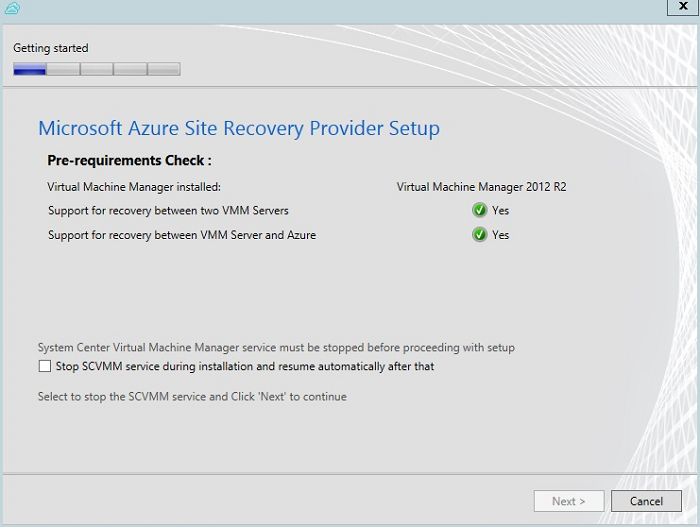 X
Getting started
Microsoft Azure Site Recovery Provider Setup
Pre-requirements Check :
Virtual Machine Manager installed: Virtual Machine Manager 2012 R2
Support for recovery between two VMM Servers Yes
Support for recovery between VMM Server and Azure Yes
System Center Virtual Machine Manager service must be stopped before proceeding with setup
Stop SCVMM service during installation and resume automatically after that
Select to stop the SCVMM service and Click 'Next' to continue
Next > Cancel